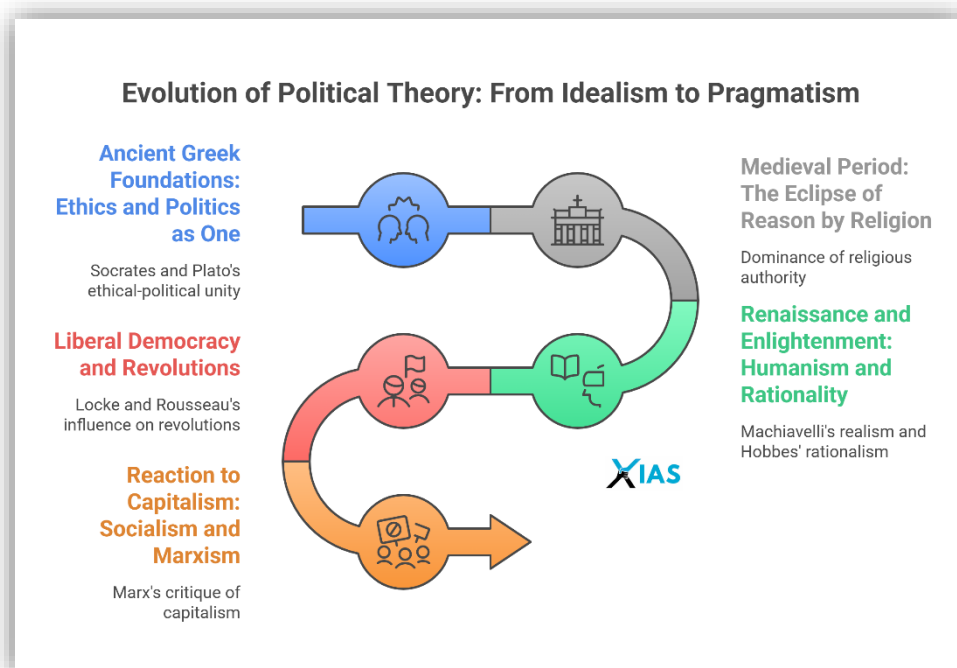 Evolution of Political Theory: From Idealism to Pragmatism
Ancient Greek
Foundations:
Ethics and Politics
as One
Socrates and Plato's
ethical-political unity
Medieval Period:
The Eclipse of
Reason by Religion
Dominance of religious
authority
Renaissance and
Enlightenment:
Humanism and
Rationality
Machiavelli's realism and
Hobbes' rationalism
Liberal Democracy
and Revolutions
Locke and Rousseau's
influence on revolutions
Reaction to
Capitalism:
Socialism and
Marxism
Marx's critique of
capitalism
XIAS